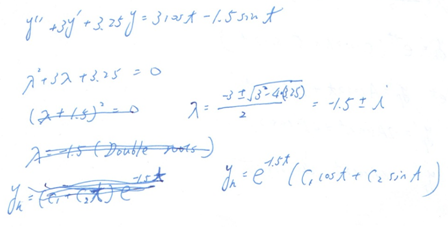 y'' + 3y' + 3.25y = 3 cos t - 1.5 sin t
λ² + 3λ + 3.25 = 0
(λ + 1.5)² = 0
λ = -1.5 (Double roots)
y_h = (c₁ + c₂t) e^{-1.5t}
λ = \frac{-3 ± √(3² - 4(3.25))}{2} = -1.5 ± i
y_h = e^{-1.5t} (C₁ cos t + C₂ sin t)